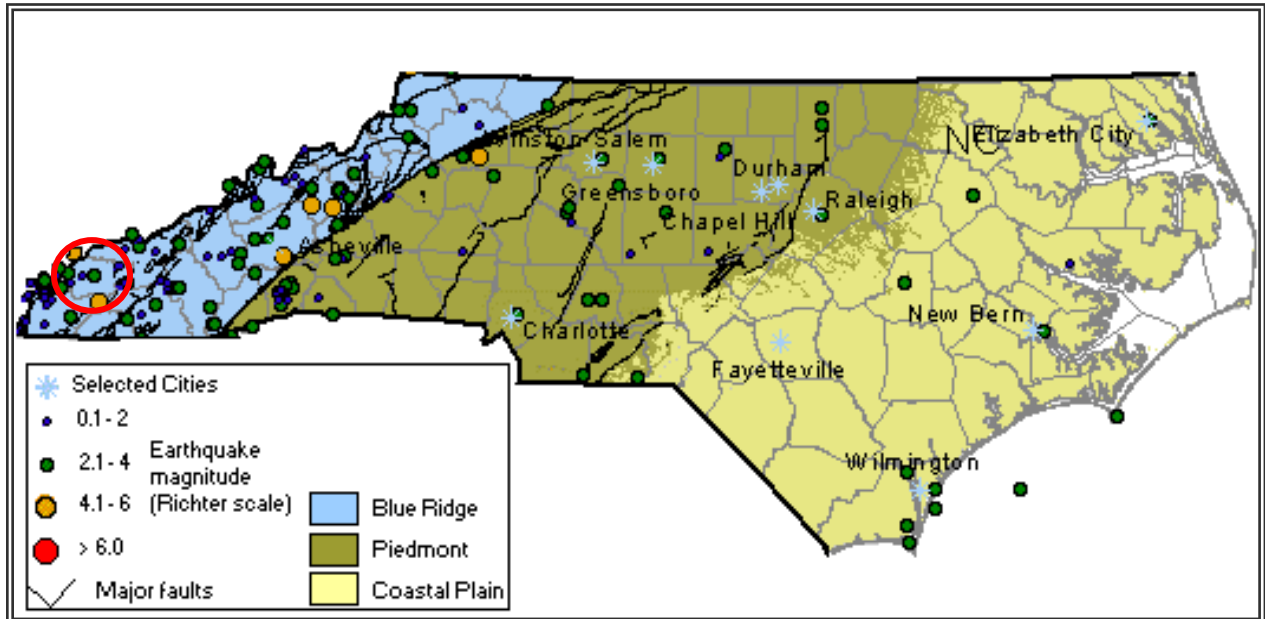 NC
Elizabeth City
Winston-Salem
Durham
Greensboro
Raleigh
Chapel Hill
Asheville
New Bern
Charlotte
Fayetteville
Wilmington
Selected Cities
0.1 - 2
2.1 - 4 Earthquake
magnitude
4.1 - 6 (Richter scale)
> 6.0
Major faults
Blue Ridge
Piedmont
Coastal Plain